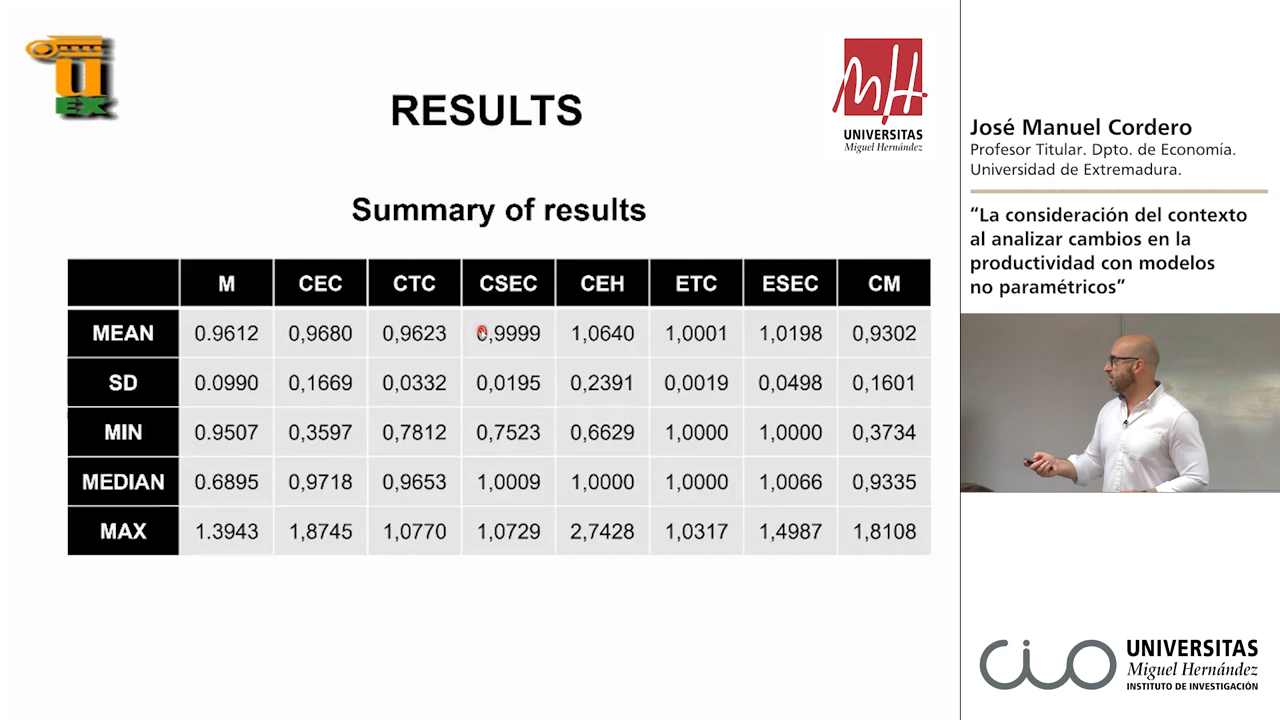 U
EX
RESULTS
MH
UNIVERSITAS
Miguel Hernández
Summary of results
M CEC CTC CSEC CEH ETC ESEC CM
MEAN 0.9612 0,9680 0,9623 0,9999 1,0640 1,0001 1,0198 0,9302
SD 0.0990 0,1669 0,0332 0,0195 0,2391 0,0019 0,0498 0,1601
MIN 0.9507 0,3597 0,7812 0,7523 0,6629 1,0000 1,0000 0,3734
MEDIAN 0.6895 0,9718 0,9653 1,0009 1,0000 1,0000 1,0066 0,9335
MAX 1.3943 1,8745 1,0770 1,0729 2,7428 1,0317 1,4987 1,8108
José Manuel Cordero
Profesor Titular. Dpto. de Economía.
Universidad de Extremadura.
“La consideración del contexto
al analizar cambios en la
productividad con modelos
no paramétricos”
CIO
UNIVERSITAS
Miguel Hernández
INSTITUTO DE INVESTIGACIÓN